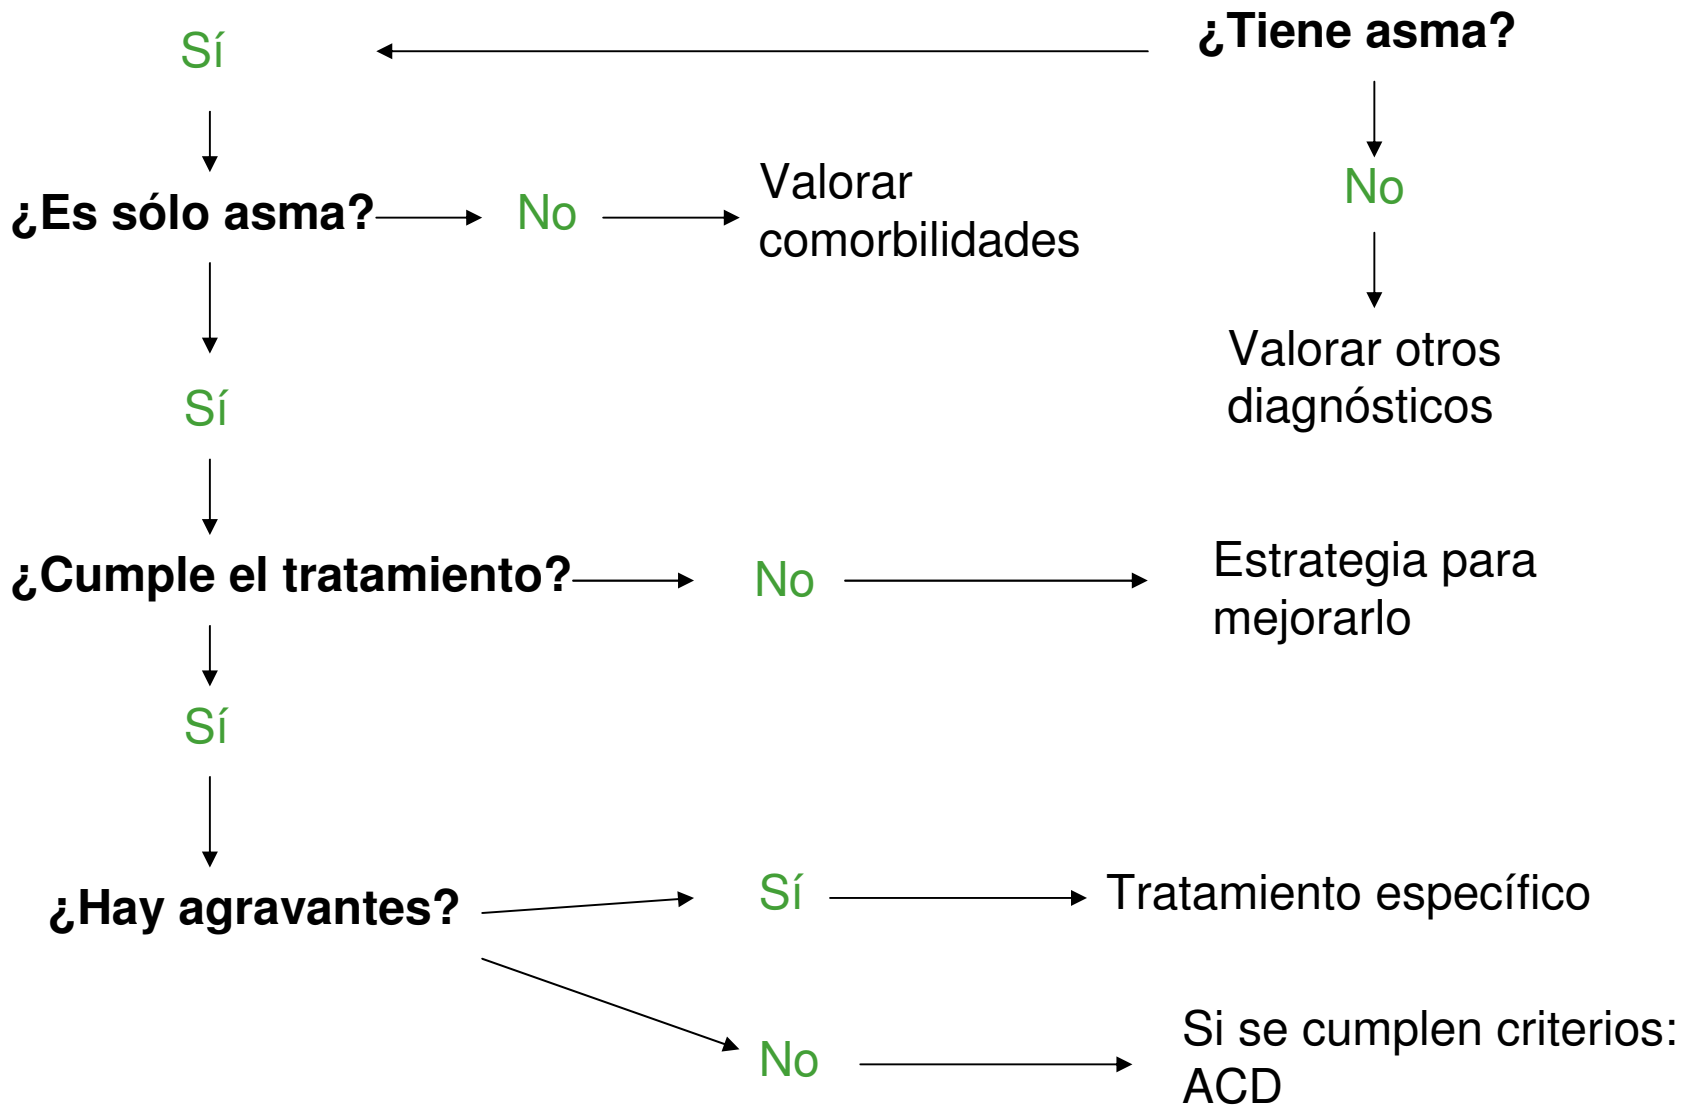 ¿Tiene asma?
Sí
No
¿Es sólo asma?
No
Valorar
comorbilidades
Valorar otros
diagnósticos
Sí
¿Cumple el tratamiento?
No
Estrategia para
mejorarlo
Sí
¿Hay agravantes?
Sí
Tratamiento específico
No
Si se cumplen criterios:
ACD